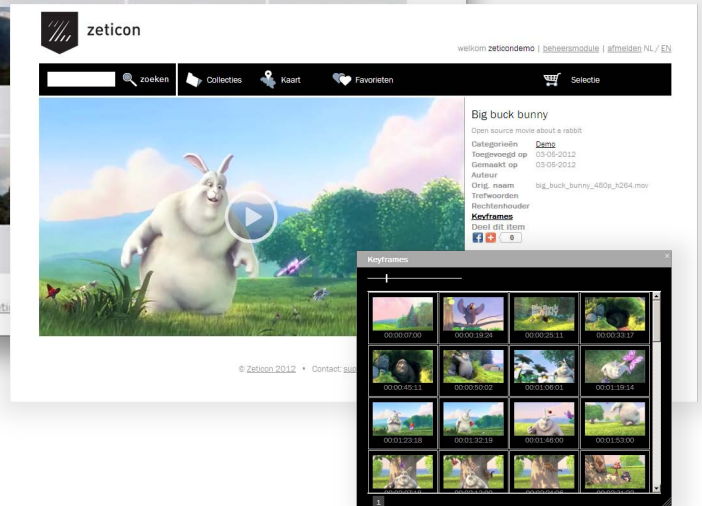 zeticon
welkom zeticondemo | beheersmodule | afmelden NL / EN
zoeken
Collecties
Kaart
Favorieten
Selectie
Big buck bunny
Open source movie about a rabbit
Categorieën Demo
Toegevoegd op 03-05-2012
Gemaakt op 03-05-2012
Auteur
Orig. naam big_buck_bunny_480p_h264.mov
Trefwoorden
Rechtenhouder
Keyframes
Deel dit item
0
Keyframes
00:00:07:00 00:00:19:24 00:00:25:11 00:00:33:17
00:00:45:11 00:00:50:02 00:01:06:01 00:01:19:14
00:01:23:18 00:01:32:19 00:01:46:00 00:01:53:00
1
© Zeticon 2012 • Contact: